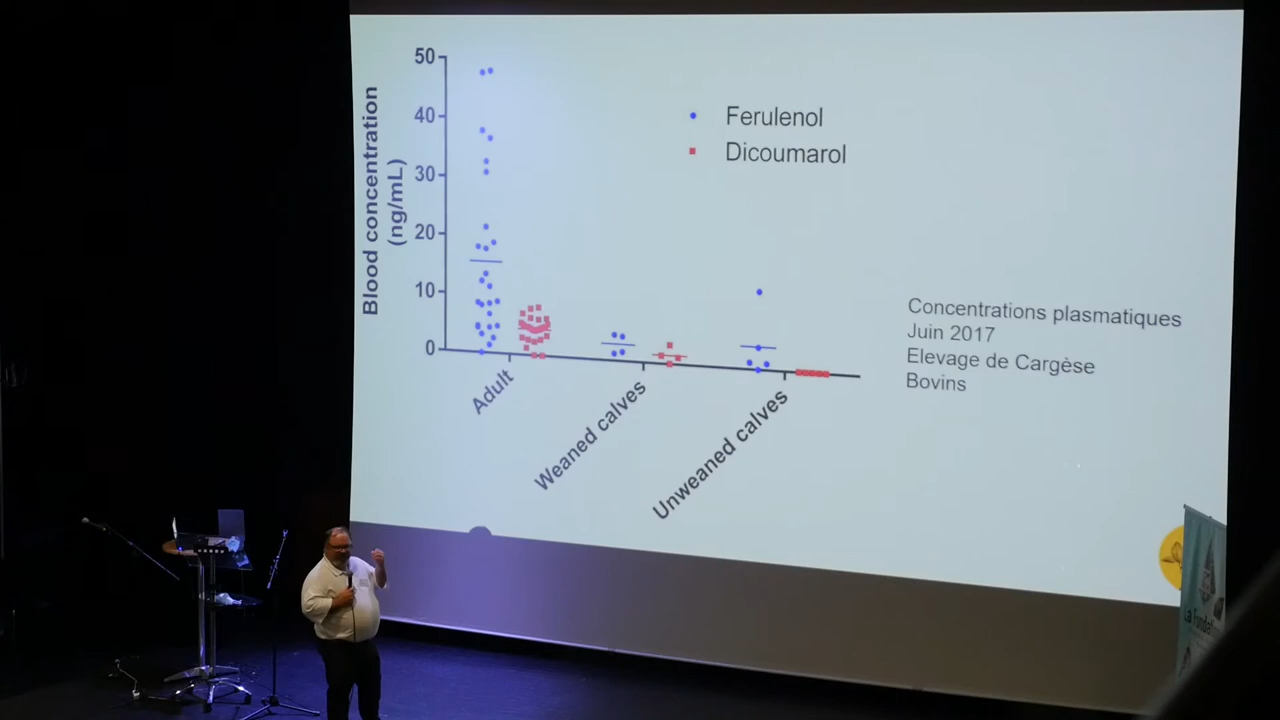 50
40
30
20
10
0
Blood concentration
(ng/mL)
Ferulenol
Dicoumarol
Adult
Weaned calves
Unweaned calves
Concentrations plasmatiques
Juin 2017
Elevage de Cargèse
Bovins
La